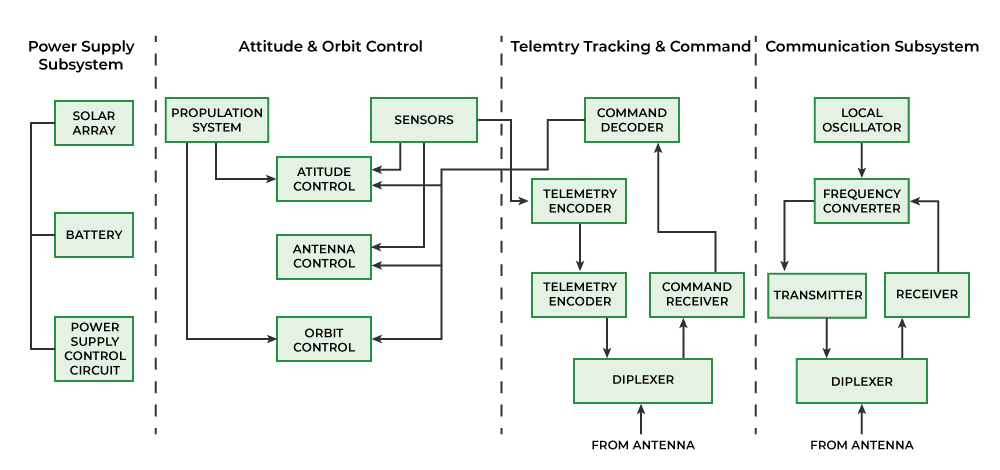 Power Supply
Subsystem
SOLAR
ARRAY
BATTERY
POWER
SUPPLY
CONTROL
CIRCUIT
Attitude & Orbit Control
PROPULATION
SYSTEM
SENSORS
ATITUDE
CONTROL
ANTENNA
CONTROL
ORBIT
CONTROL
Telemtry Tracking & Command
COMMAND
DECODER
TELEMETRY
ENCODER
TELEMETRY
ENCODER
COMMAND
RECEIVER
DIPLEXER
FROM ANTENNA
Communication Subsystem
LOCAL
OSCILLATOR
FREQUENCY
CONVERTER
TRANSMITTER
RECEIVER
DIPLEXER
FROM ANTENNA